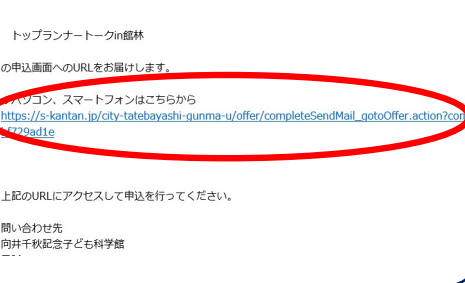 トップランナートークin館林
の申込画面へのURLをお届けします。
パソコン、スマートフォンはこちらから
https://s-kantan.jp/city-tatebayashi-gunma-u/offer/completeSendMail_gotoOffer.action?con
bf729ad1e
上記のURLにアクセスして申込を行ってください。
問い合わせ先
向井千秋記念子ども科学館